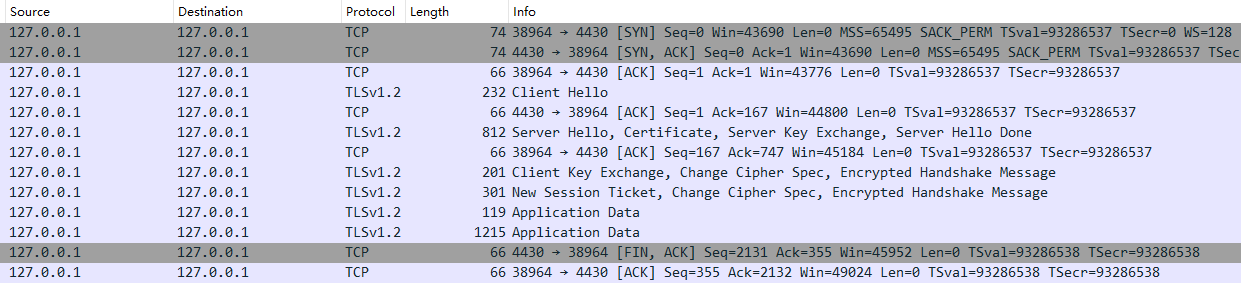 Source Destination Protocol Length Info
127.0.0.1 127.0.0.1 TCP 74 38964 → 4430 [SYN] Seq=0 Win=43690 Len=0 MSS=65495 SACK_PERM TSval=93286537 TSecr=0 WS=128
127.0.0.1 127.0.0.1 TCP 74 4430 → 38964 [SYN, ACK] Seq=0 Ack=1 Win=43690 Len=0 MSS=65495 SACK_PERM TSval=93286537 TSec
127.0.0.1 127.0.0.1 TCP 66 38964 → 4430 [ACK] Seq=1 Ack=1 Win=43776 Len=0 TSval=93286537 TSecr=93286537
127.0.0.1 127.0.0.1 TLSv1.2 232 Client Hello
127.0.0.1 127.0.0.1 TCP 66 4430 → 38964 [ACK] Seq=1 Ack=167 Win=44800 Len=0 TSval=93286537 TSecr=93286537
127.0.0.1 127.0.0.1 TLSv1.2 812 Server Hello, Certificate, Server Key Exchange, Server Hello Done
127.0.0.1 127.0.0.1 TCP 66 38964 → 4430 [ACK] Seq=167 Ack=747 Win=45184 Len=0 TSval=93286537 TSecr=93286537
127.0.0.1 127.0.0.1 TLSv1.2 201 Client Key Exchange, Change Cipher Spec, Encrypted Handshake Message
127.0.0.1 127.0.0.1 TLSv1.2 301 New Session Ticket, Change Cipher Spec, Encrypted Handshake Message
127.0.0.1 127.0.0.1 TLSv1.2 119 Application Data
127.0.0.1 127.0.0.1 TLSv1.2 1215 Application Data
127.0.0.1 127.0.0.1 TCP 66 4430 → 38964 [FIN, ACK] Seq=2131 Ack=355 Win=45952 Len=0 TSval=93286538 TSecr=93286538
127.0.0.1 127.0.0.1 TCP 66 38964 → 4430 [ACK] Seq=355 Ack=2132 Win=49024 Len=0 TSval=93286538 TSecr=93286538